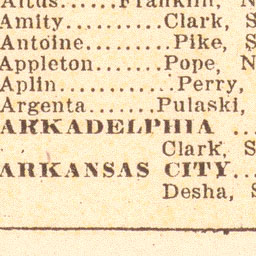 Altus......Franklin, N
Amity..........Clark, S
Antoine.........Pike, S
Appleton.......Pope, N
Aplin...........Perry,
Argenta.......Pulaski,
ARKADELPHIA ...
Clark, S
ARKANSAS CITY...
Desha, S